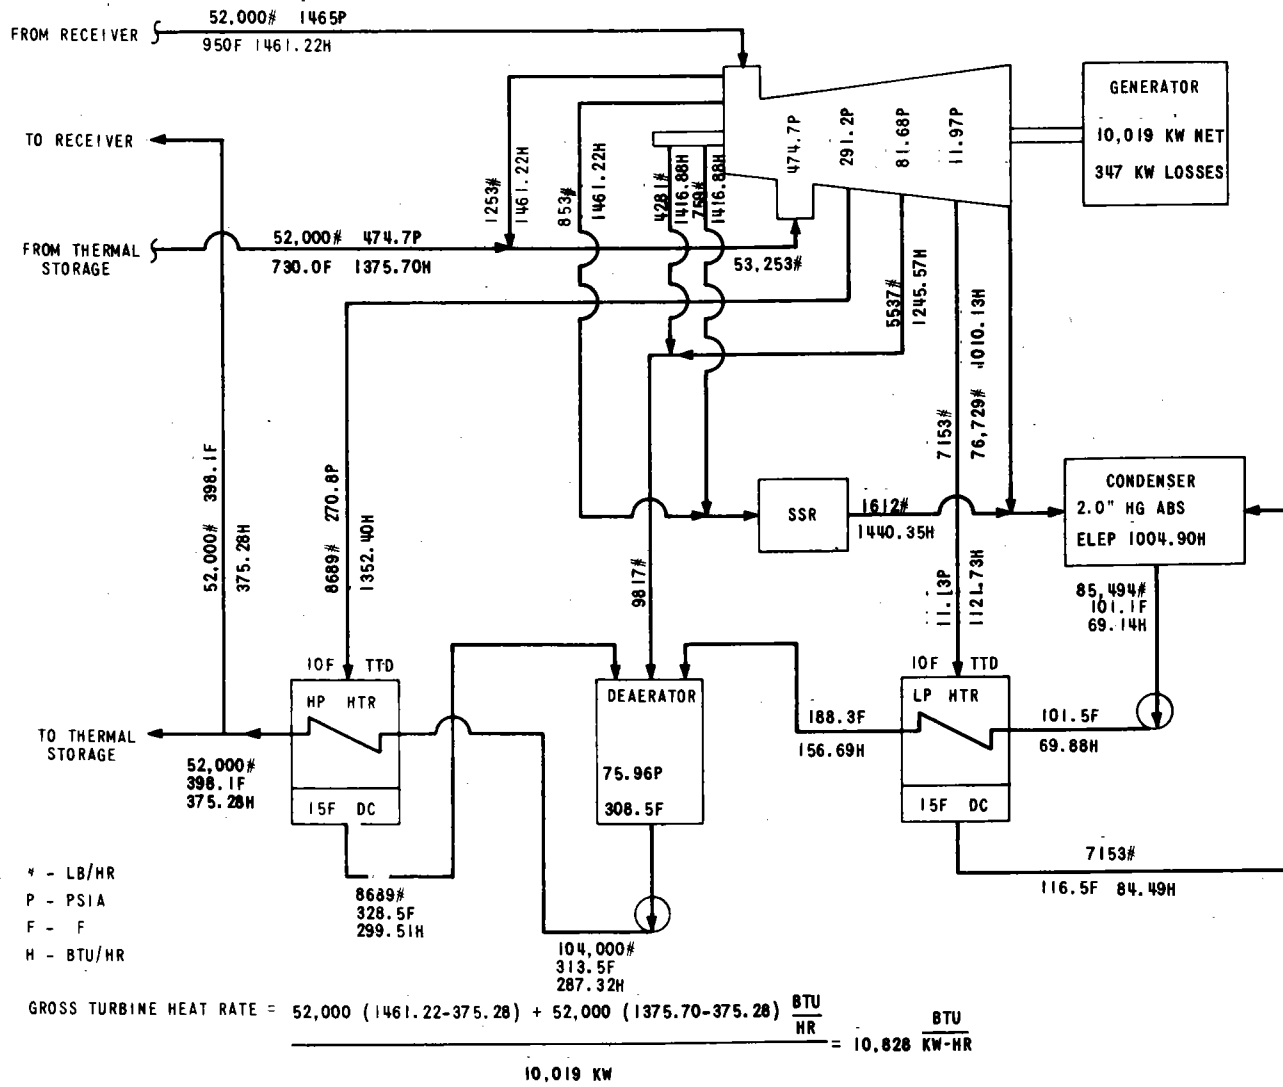 52,000# 1465P
FROM RECEIVER
950F 1461.22H
GENERATOR
10,019 KW NET
347 KW LOSSES
TO RECEIVER
474.7P
291.2P
81.68P
11.97P
1253#
1461.22H
853#
1461.22H
4281#
1416.88H
759#
1416.88H
FROM THERMAL
STORAGE
52,000# 474.7P
730.0F 1375.70H
53,253#
5537#
1245.57H
7153#
76,729# 1010.13H
52,000# 398.1F
375.28H
8689# 270.8P
1352.40H
9817#
SSR
1612#
1440.35H
11.13P
1121.73H
CONDENSER
2.0" HG ABS
ELEP 1004.90H
85,494#
101.1F
69.14H
10F TTD
HP HTR
15F DC
DEAERATOR
75.96P
308.5F
10F TTD
LP HTR
15F DC
188.3F
156.69H
101.5F
69.88H
TO THERMAL
STORAGE
52,000#
398.1F
375.28H
8689#
328.5F
299.51H
104,000#
313.5F
287.32H
7153#
116.5F 84.49H
# - LB/HR
P - PSIA
F - F
H - BTU/HR
GROSS TURBINE HEAT RATE = 52,000 (1461.22-375.28) + 52,000 (1375.70-375.28) BTU/HR
= 10,828 BTU/KW-HR
10,019 KW